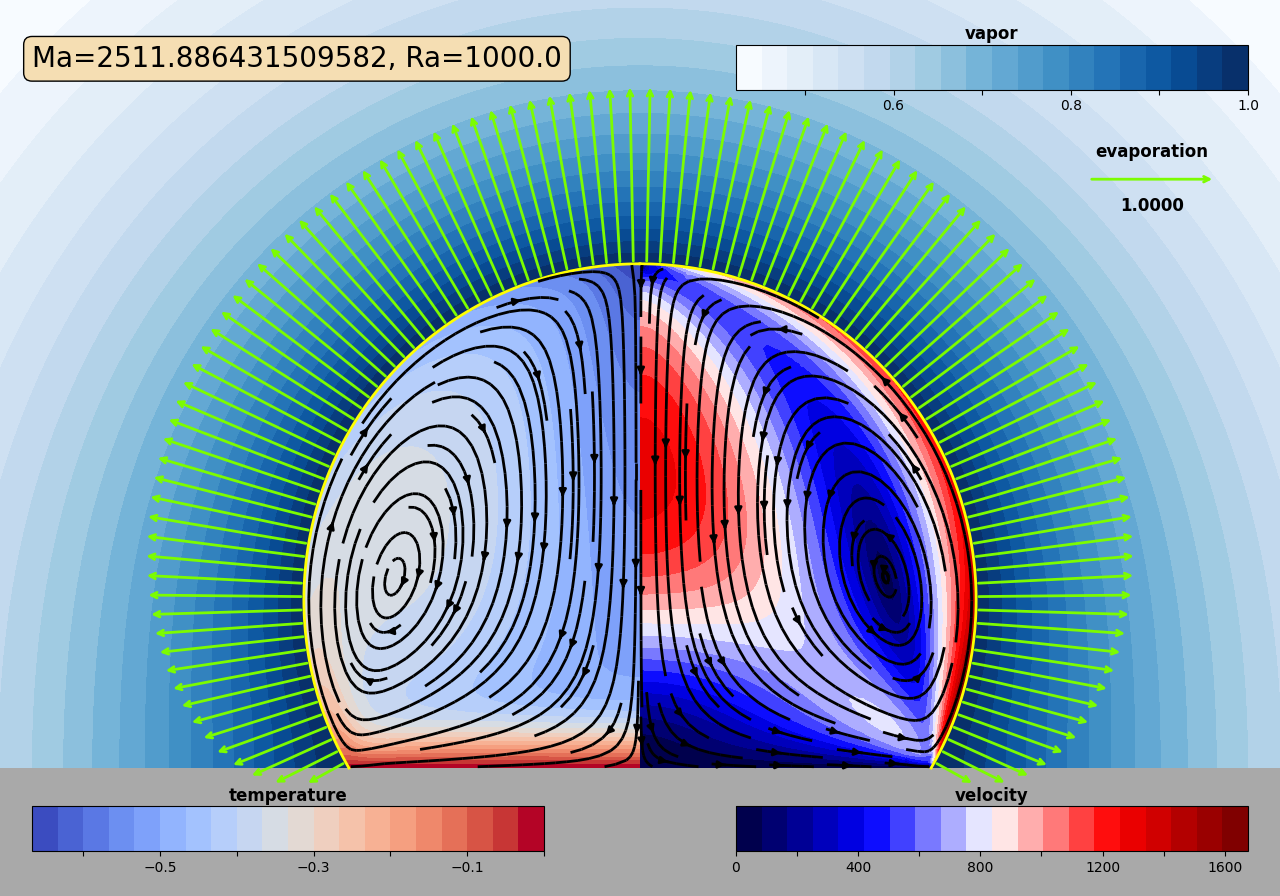 Ma=2511.886431509582, Ra=1000.0
vapor
0.6 0.8 1.0
evaporation
1.0000
temperature
−0.5 −0.3 −0.1
velocity
0 400 800 1200 1600